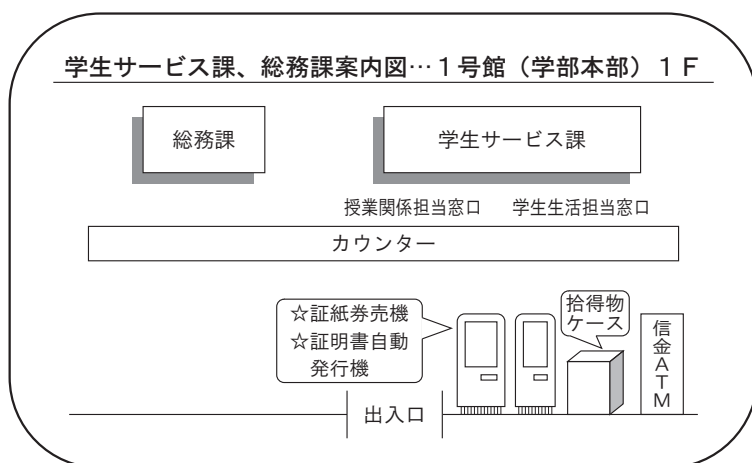 学生サービス課、総務課案内図…１号館（学部本部）１Ｆ
総務課
学生サービス課
授業関係担当窓口
学生生活担当窓口
カウンター
☆証紙券売機
☆証明書自動
発行機
拾得物
ケース
信金ＡＴＭ
出入口